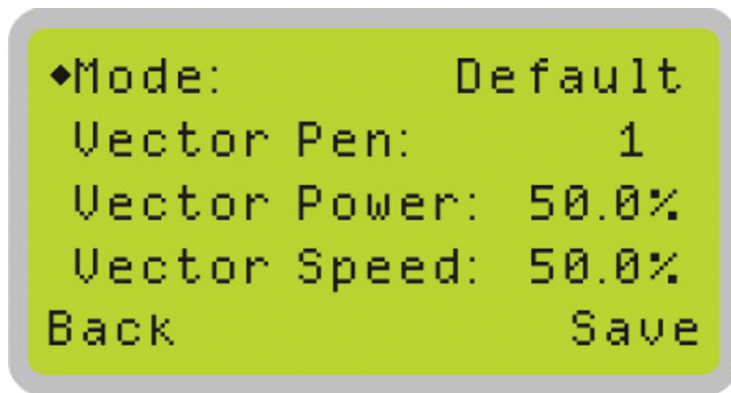 ◆Mode: Default
Vector Pen: 1
Vector Power: 50.0%
Vector Speed: 50.0%
Back Save